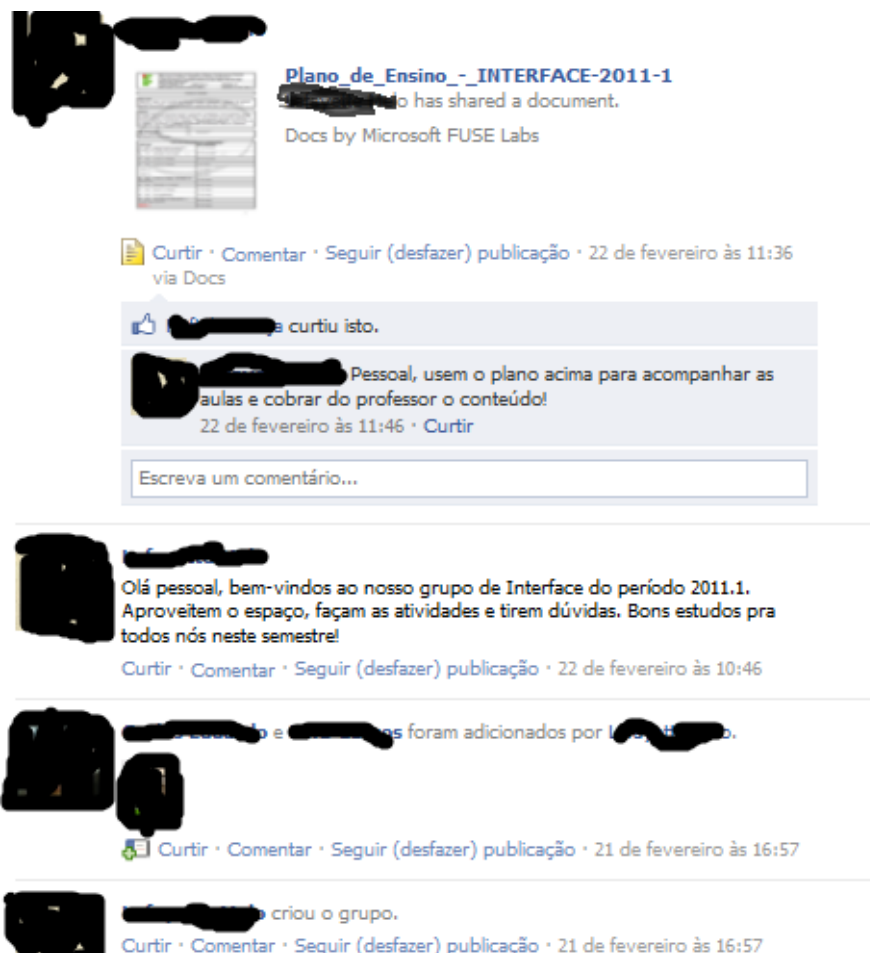 Plano_de_Ensino_-_INTERFACE-2011-1
has shared a document.
Docs by Microsoft FUSE Labs
Curtir · Comentar · Seguir (desfazer) publicação · 22 de fevereiro às 11:36
via Docs
curtiu isto.
Pessoal, usem o plano acima para acompanhar as
aulas e cobrar do professor o conteúdo!
22 de fevereiro às 11:46 · Curtir
Escreva um comentário...
Olá pessoal, bem-vindos ao nosso grupo de Interface do período 2011.1.
Aproveitem o espaço, façam as atividades e tirem dúvidas. Bons estudos pra
todos nós neste semestre!
Curtir · Comentar · Seguir (desfazer) publicação · 22 de fevereiro às 10:46
e foram adicionados por
Curtir · Comentar · Seguir (desfazer) publicação · 21 de fevereiro às 16:57
criou o grupo.
Curtir · Comentar · Seguir (desfazer) publicação · 21 de fevereiro às 16:57